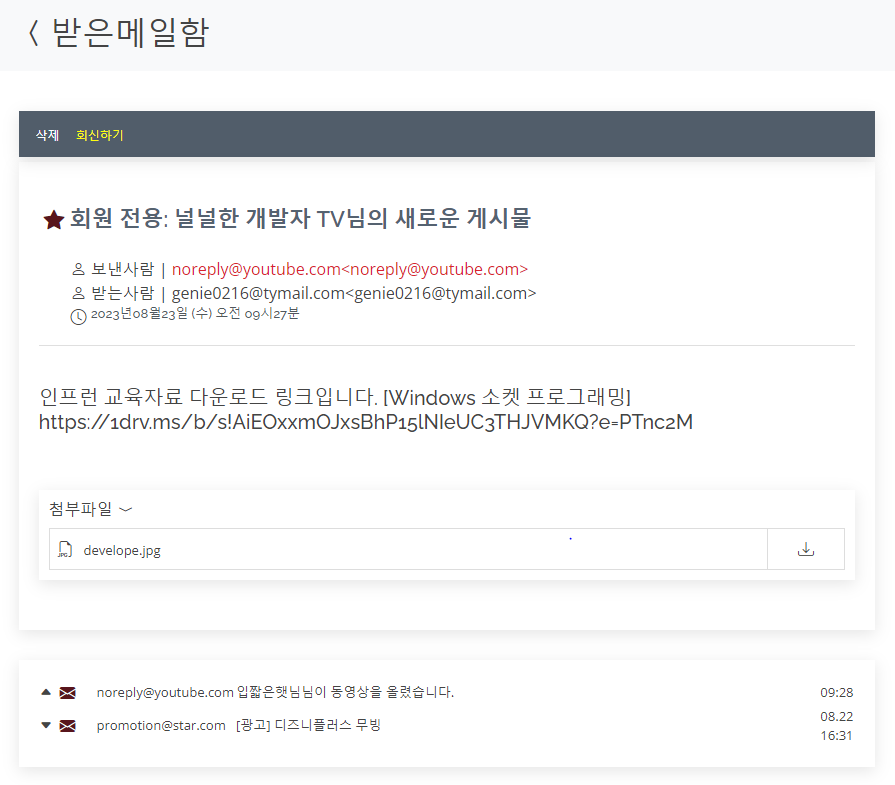 받은메일함
삭제 회신하기
회원 전용: 널널한 개발자 TV님의 새로운 게시물
보낸사람 | noreply@youtube.com<noreply@youtube.com>
받는사람 | genie0216@tymail.com<genie0216@tymail.com>
2023년08월23일 (수) 오전 09시27분
인프런 교육자료 다운로드 링크입니다. [Windows 소켓 프로그래밍]
https://1drv.ms/b/s!AiEOxxmOJxsBhP15lNIeUC3THJVMKQ?e=PTnc2M
첨부파일
JPG develope.jpg
noreply@youtube.com 입짧은햇님님이 동영상을 올렸습니다. 09:28
promotion@star.com [광고] 디즈니플러스 무빙 08.22
16:31